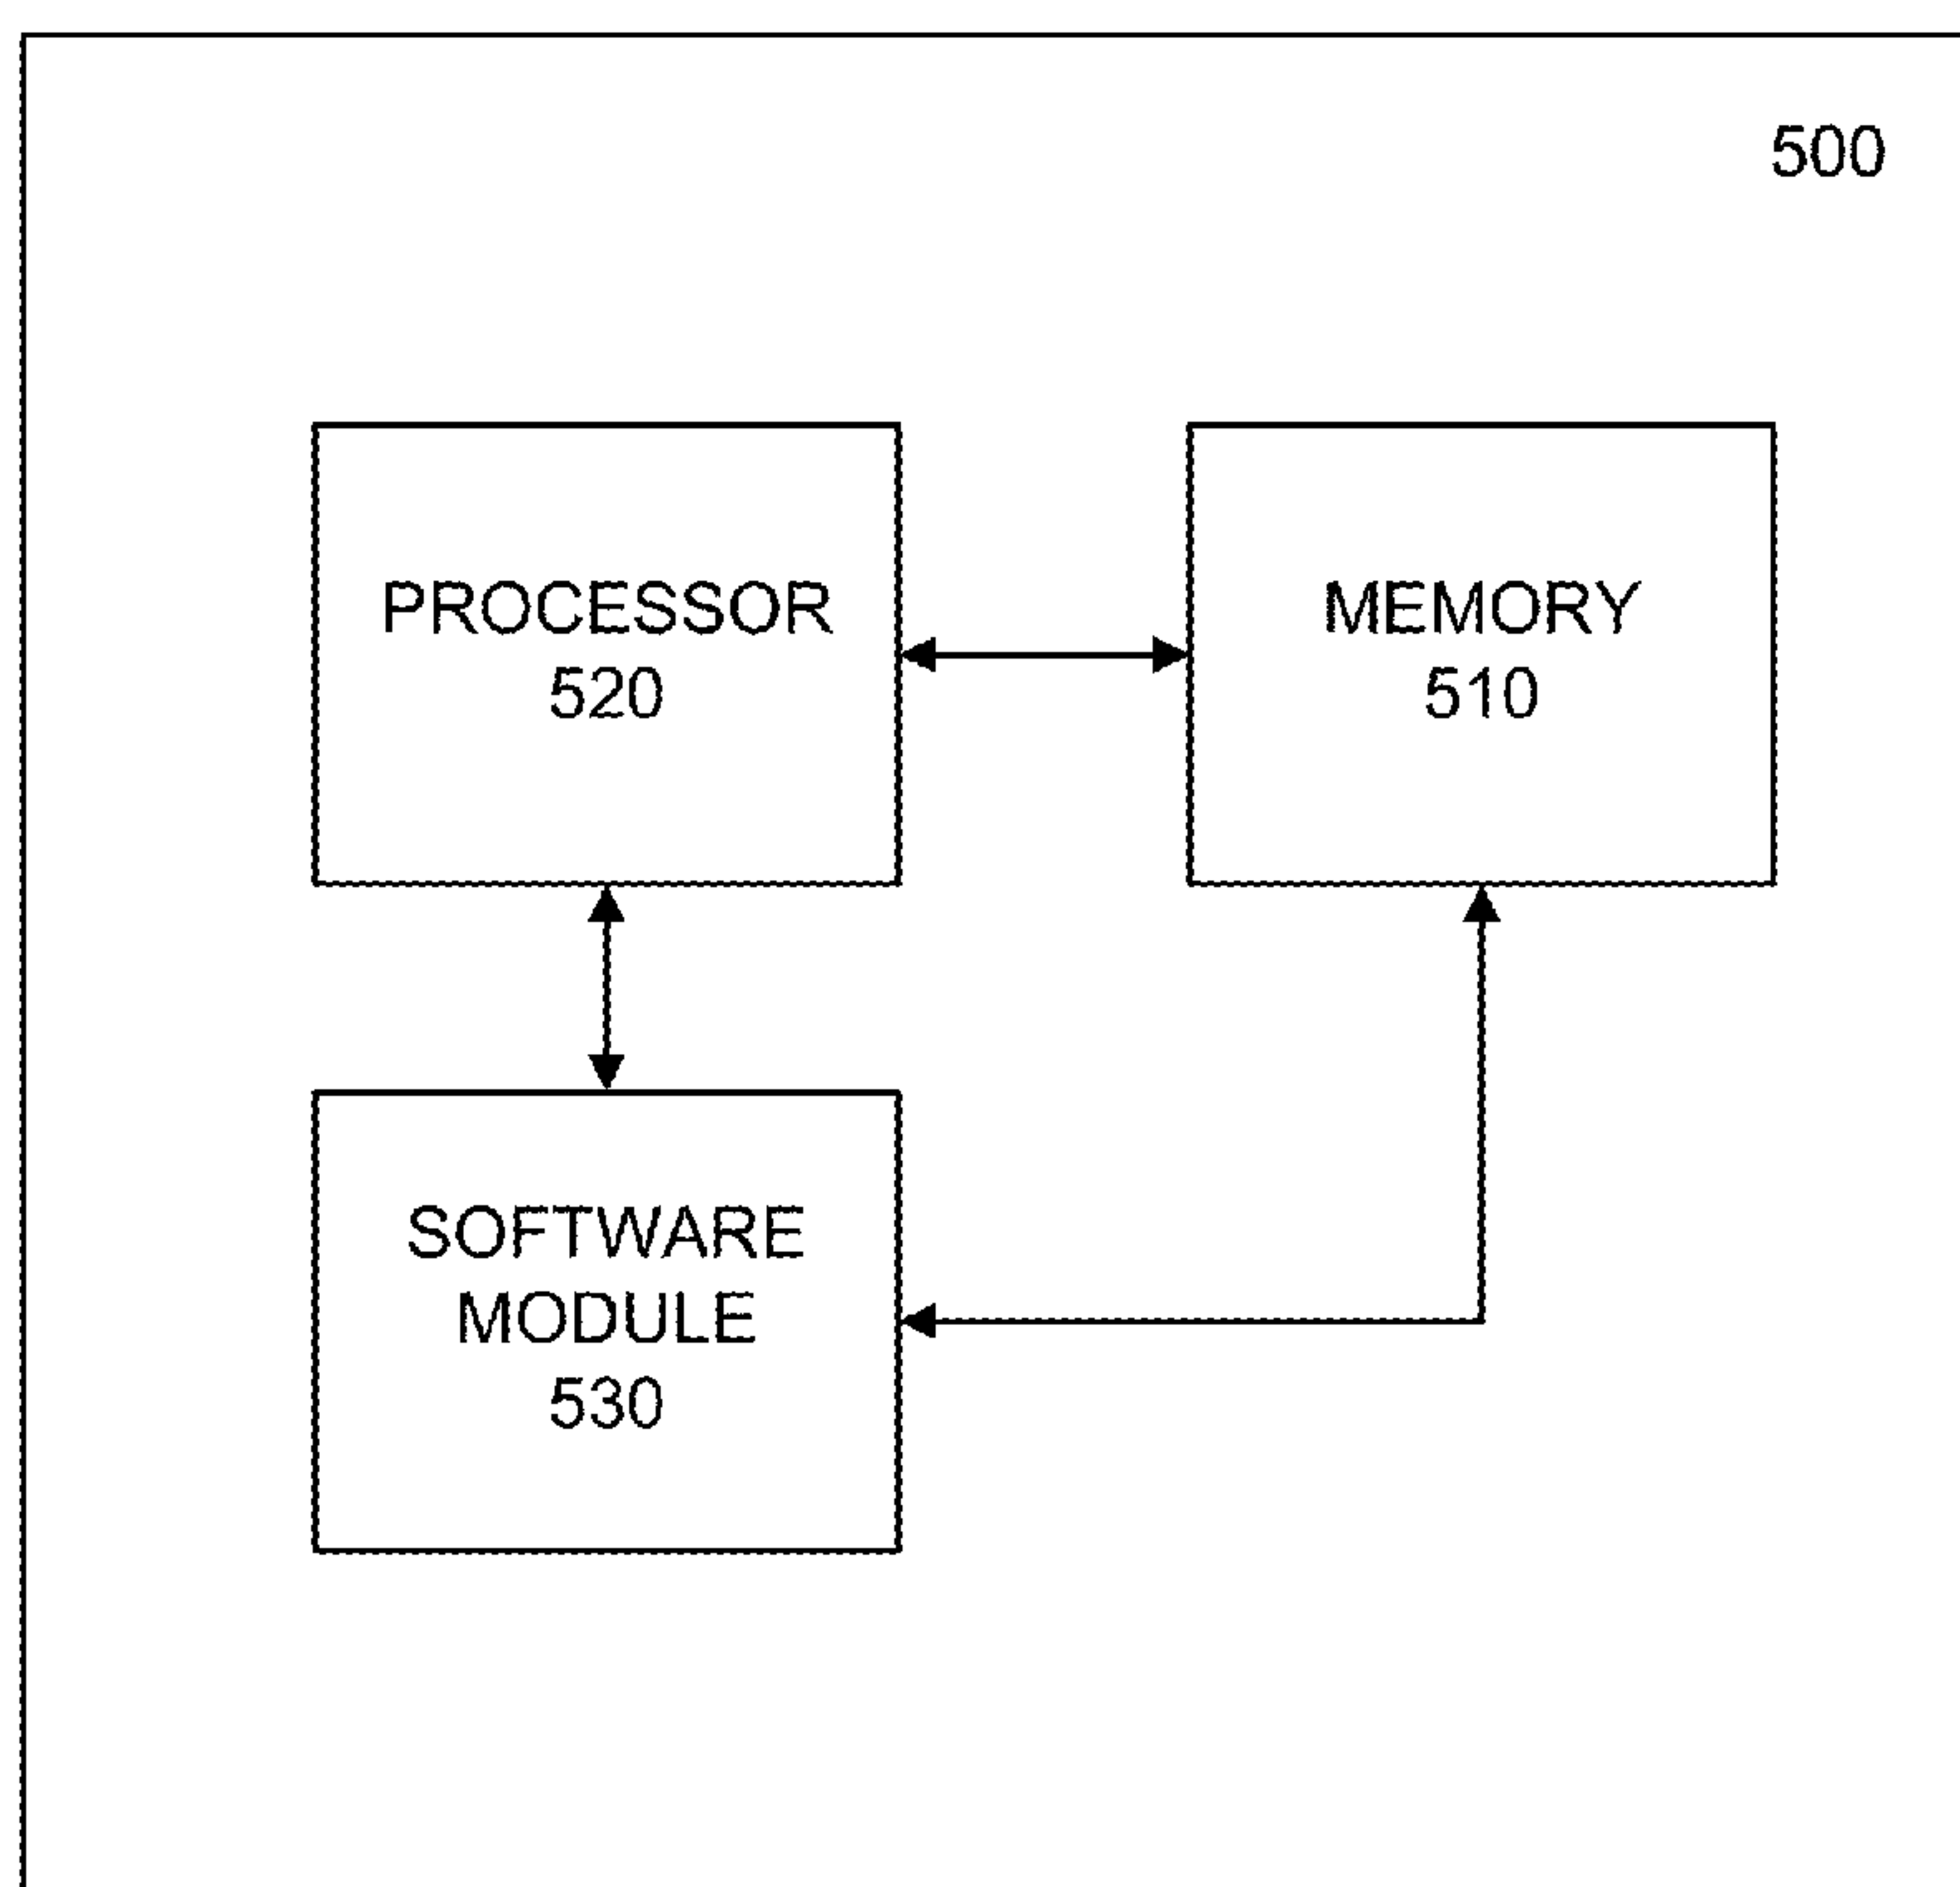 500
PROCESSOR
520
MEMORY
510
SOFTWARE
MODULE
530